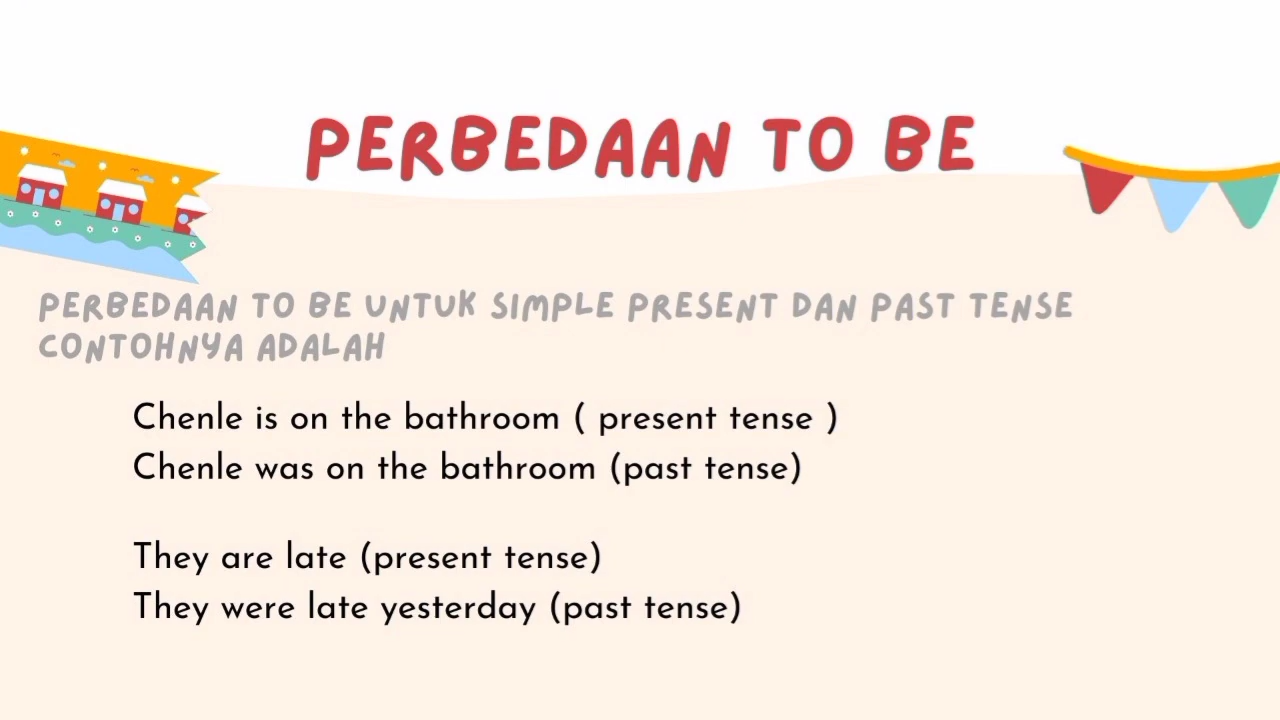 PERBEDAAN TO BE
PERBEDAAN TO BE UNTUK SIMPLE PRESENT DAN PAST TENSE
CONTOHNYA ADALAH
Chenle is on the bathroom ( present tense )
Chenle was on the bathroom (past tense)
They are late (present tense)
They were late yesterday (past tense)